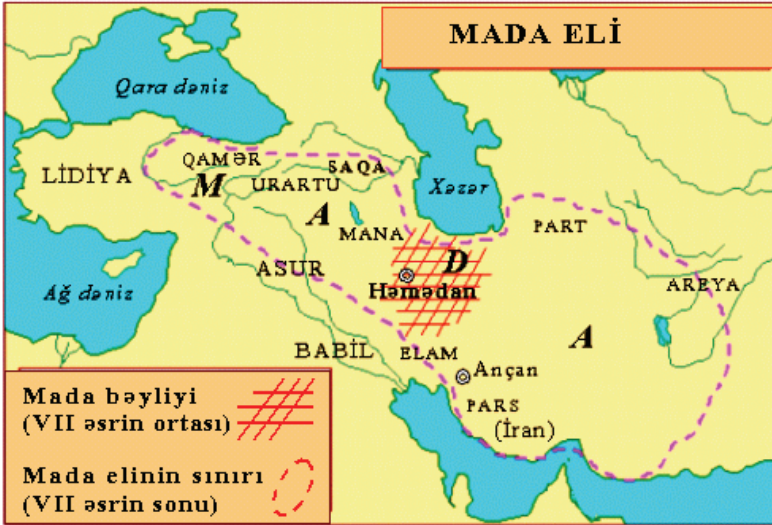 MADA ELİ
Qara dəniz
LİDİYA
QAMƏR
SAQA
URARTU
M
A
Xəzər
MANA
PART
D
ASUR
Həmədan
AREYA
Ağ dəniz
A
BABİL
ELAM
Ançan
PARS
(İran)
Mada bəyliyi
(VII əsrin ortası)
Mada elinin sınırı
(VII əsrin sonu)